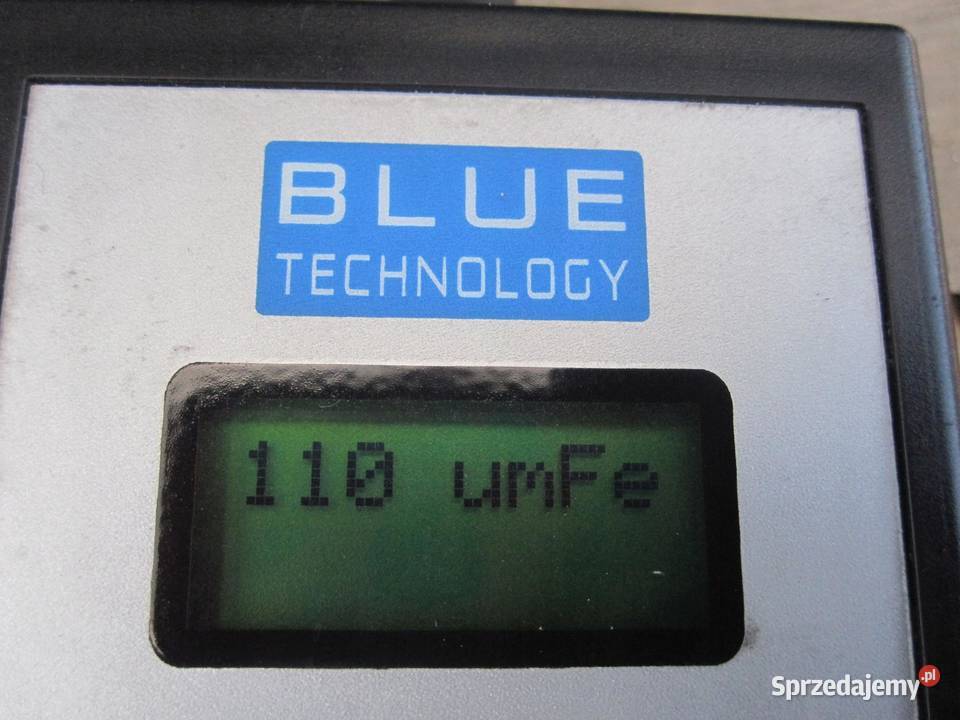 BLUE
TECHNOLOGY
110 umFe
Sprzedajemy.pl